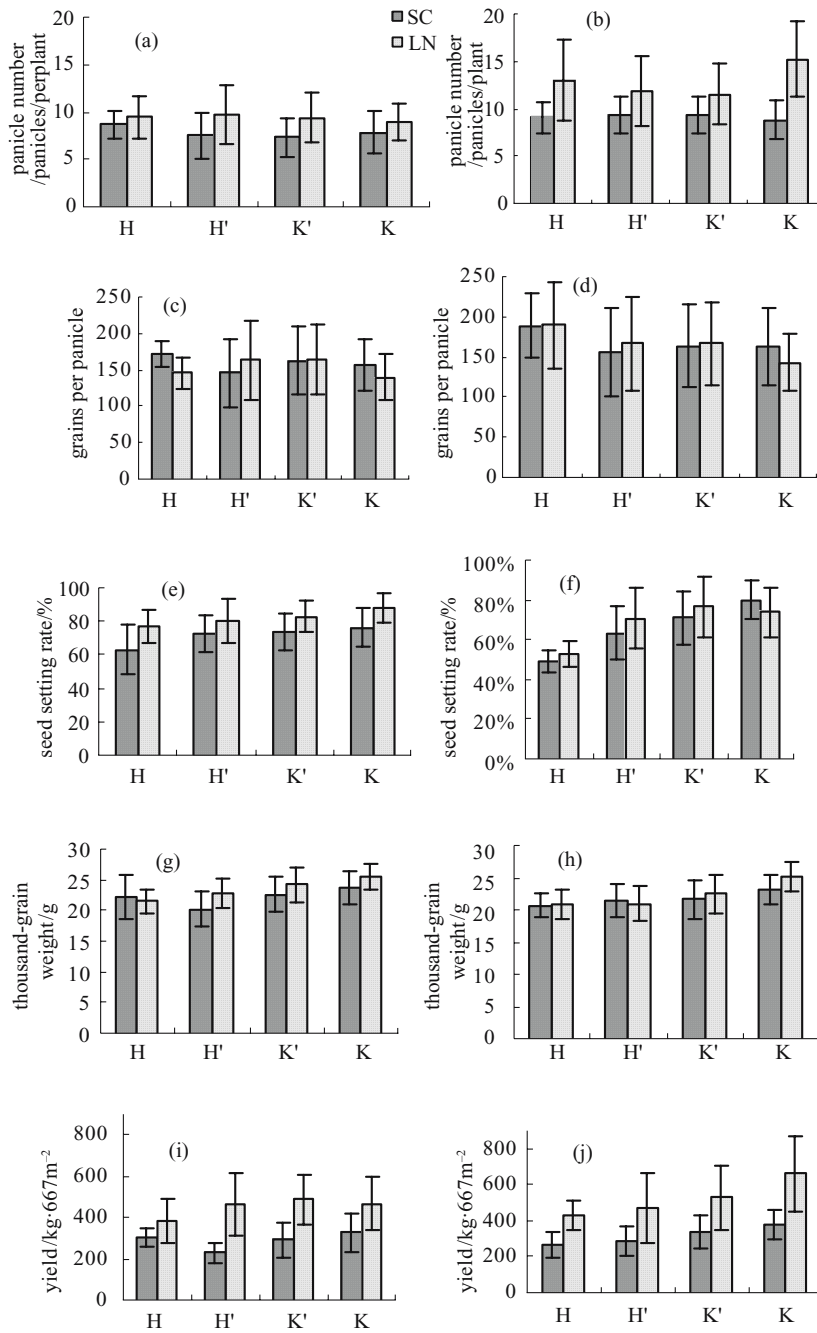 (a)
SC
LN
panicle number
/panicles/perplant
20
15
10
5
0
H H' K' K
(b)
panicle number
/panicles/plant
20
15
10
5
0
H H' K' K
(c)
grains per panicle
250
200
150
100
50
0
H H' K' K
(d)
grains per panicle
250
200
150
100
50
0
H H' K' K
(e)
seed setting rate/%
100
80
60
40
20
0
H H' K' K
(f)
seed setting rate/%
100%
80%
60%
40%
20%
0%
H H' K' K
(g)
thousand-grain
weight/g
30
25
20
15
10
5
0
H H' K' K
(h)
thousand-grain
weight/g
30
25
20
15
10
5
0
H H' K' K
(i)
yield/kg·667m⁻²
800
600
400
200
0
H H' K' K
(j)
yield/kg·667m⁻²
800
600
400
200
0
H H' K' K